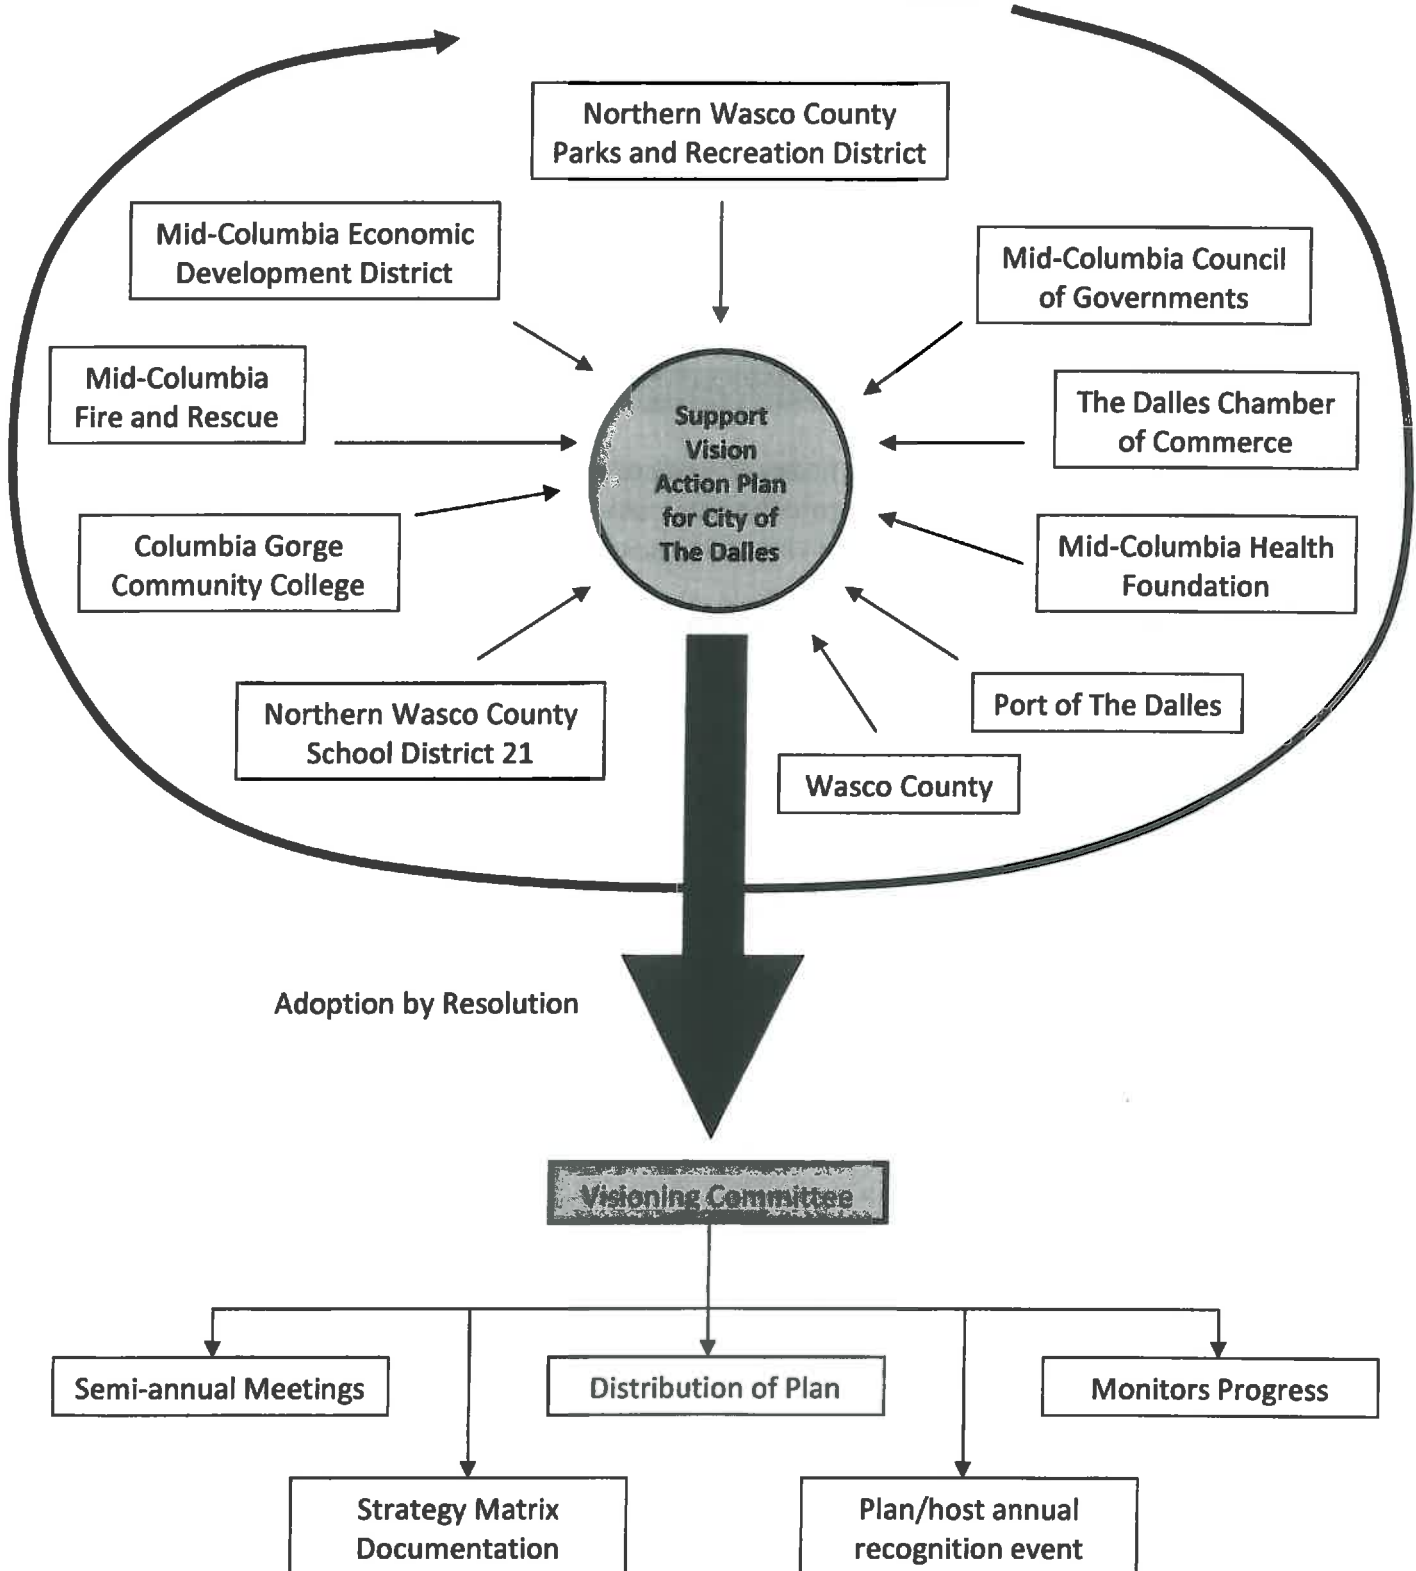 Northern Wasco County
Parks and Recreation District
Mid-Columbia Economic
Development District
Mid-Columbia Council
of Governments
Mid-Columbia
Fire and Rescue
The Dalles Chamber
of Commerce
Support
Vision
Action Plan
for City of
The Dalles
Columbia Gorge
Community College
Mid-Columbia Health
Foundation
Northern Wasco County
School District 21
Port of The Dalles
Wasco County
Adoption by Resolution
Visioning Committee
Semi-annual Meetings
Distribution of Plan
Monitors Progress
Strategy Matrix
Documentation
Plan/host annual
recognition event